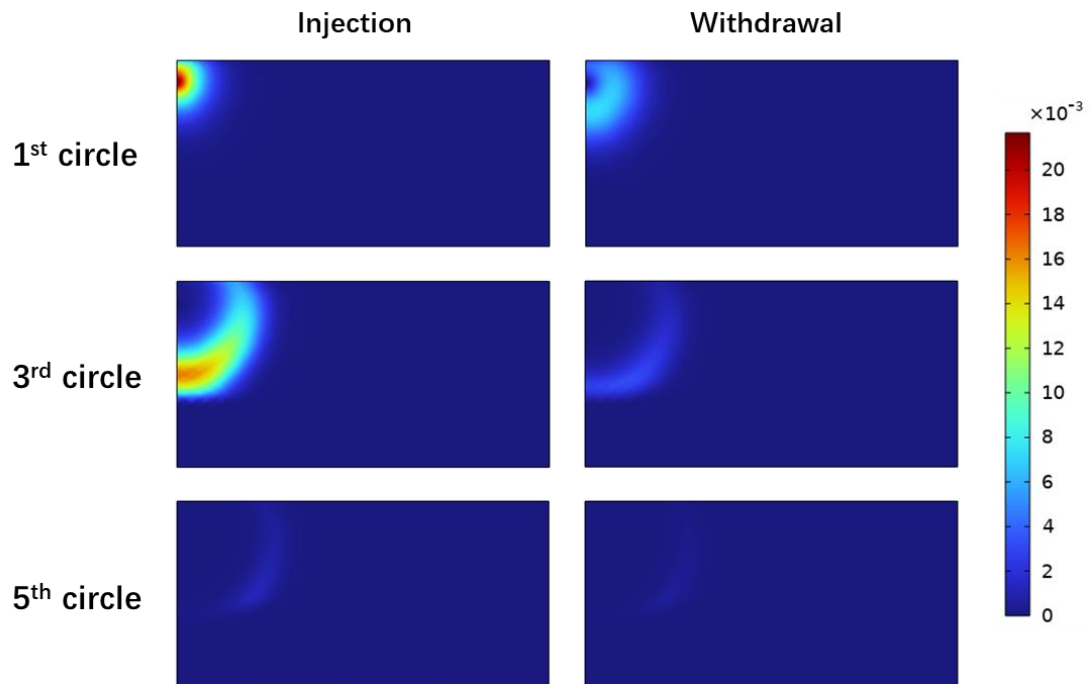 Injection
Withdrawal
1st circle
3rd circle
5th circle
×10⁻³
20
18
16
14
12
10
8
6
4
2
0